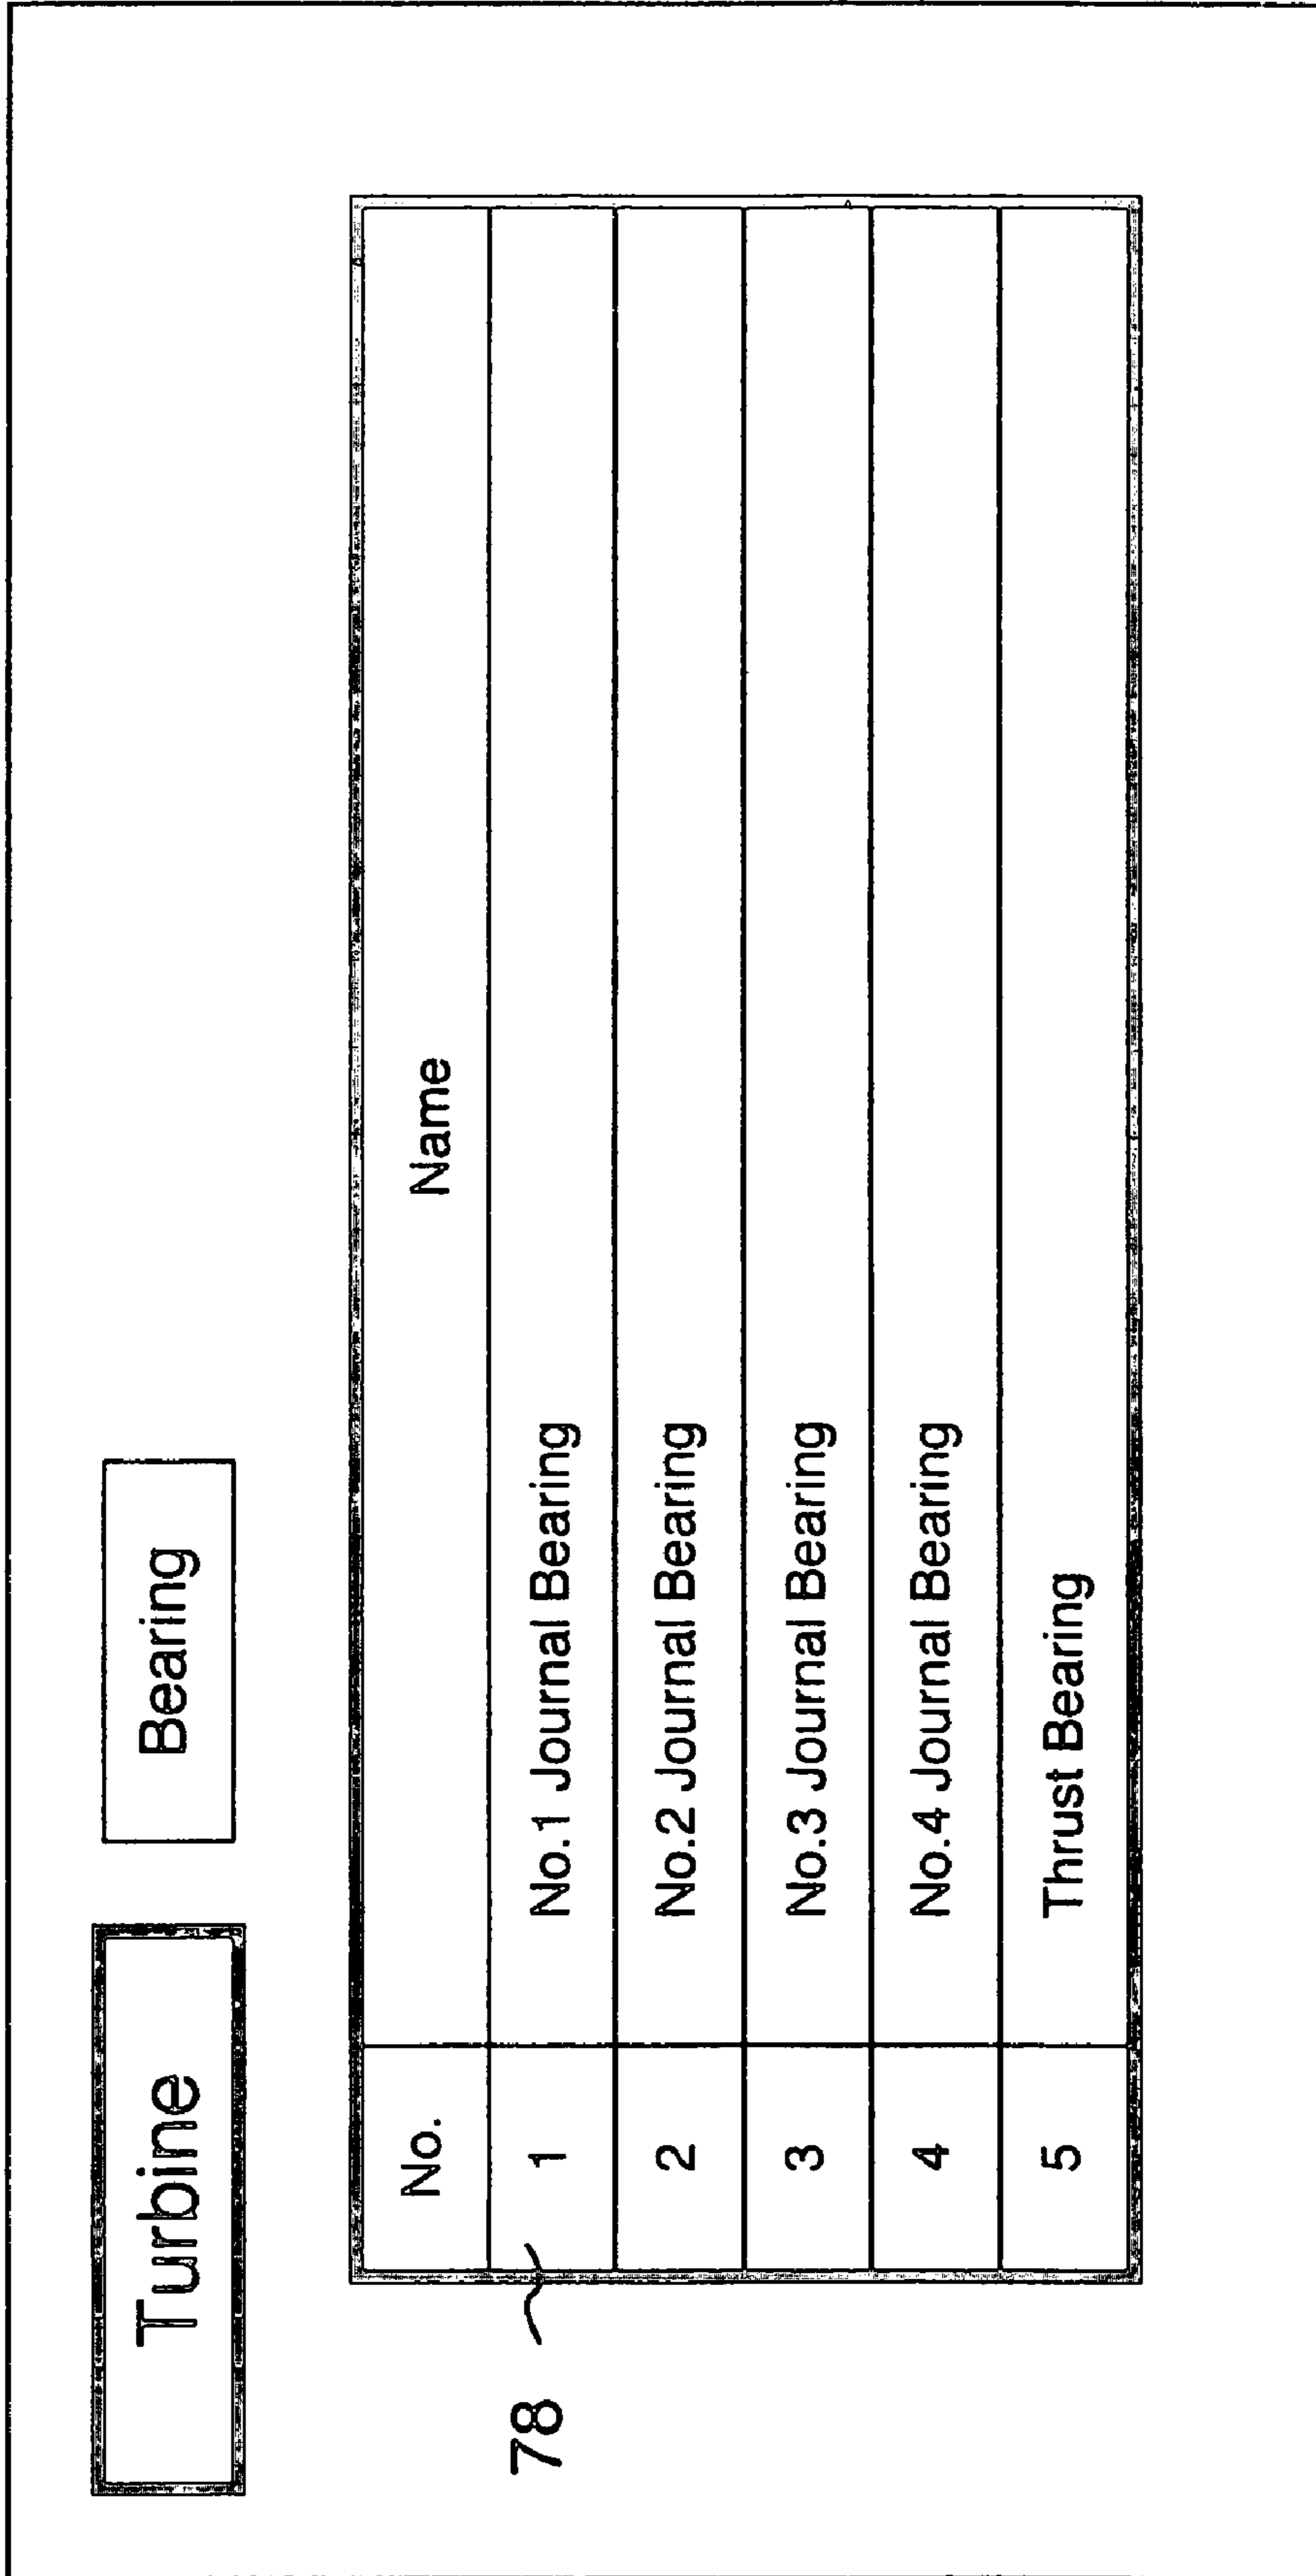 Turbine Bearing
No. Name
78 1 No.1 Journal Bearing
2 No.2 Journal Bearing
3 No.3 Journal Bearing
4 No.4 Journal Bearing
5 Thrust Bearing